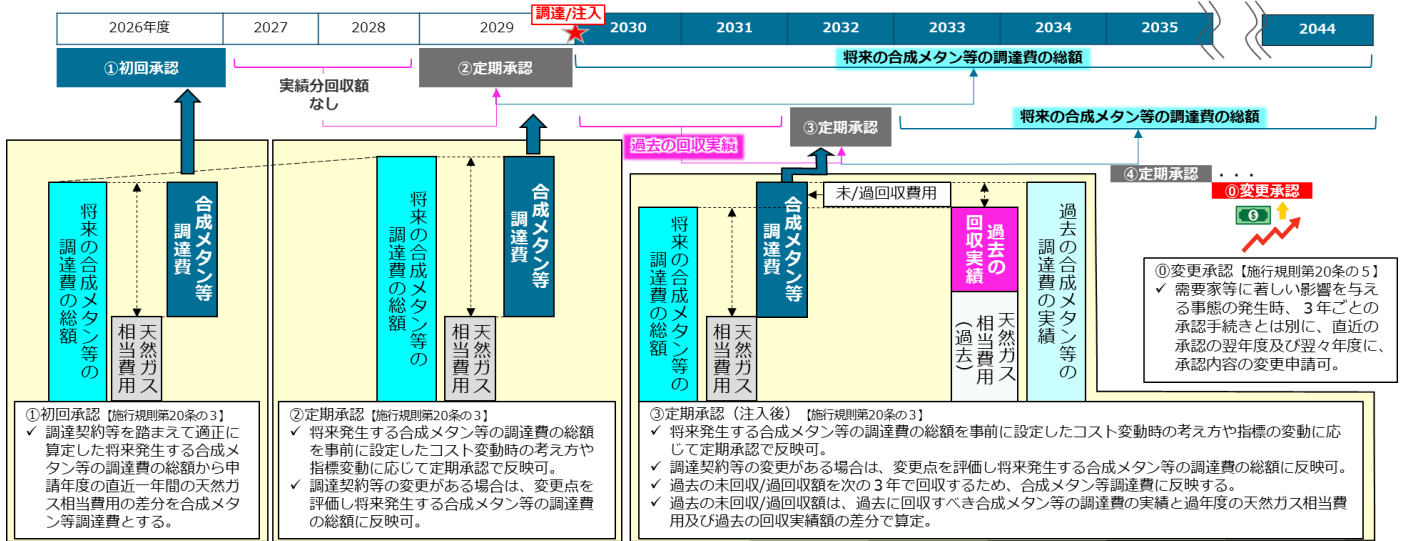 調達/注入
2026年度
2027
2028
2029
2030
2031
2032
2033
2034
2035
2044
①初回承認
②定期承認
将来の合成メタン等の調達費の総額
実績分回収額
なし
③定期承認
将来の合成メタン等の調達費の総額
過去の回収実績
④定期承認
・・・
⓪変更承認
$
将来の合成メタン等の
調達費の総額
天然ガス
相当費用
合成メタン等
調達費
将来の合成メタン等の
調達費の総額
天然ガス
相当費用
合成メタン等
調達費
将来の合成メタン等の
調達費の総額
天然ガス
相当費用
合成メタン等
調達費
未/過回収費用
過去の
回収実績
天然ガス
相当費用
(過去)
過去の合成メタン等の
調達費の実績
①初回承認【施行規則第20条の3】
✓ 調達契約等を踏まえて適正に
算定した将来発生する合成メ
タン等の調達費の総額から申
請年度の直近一年間の天然ガ
ス相当費用の差分を合成メタ
ン等調達費とする。
②定期承認【施行規則第20条の3】
✓ 将来発生する合成メタン等の調達費の総額
を事前に設定したコスト変動時の考え方や
指標変動に応じて定期承認で反映可。
✓ 調達契約等の変更がある場合は、変更点を
評価し将来発生する合成メタン等の調達費
の総額に反映可。
③定期承認(注入後)【施行規則第20条の3】
✓ 将来発生する合成メタン等の調達費の総額を事前に設定したコスト変動時の考え方や指標の変動に応
じて定期承認で反映可。
✓ 調達契約等の変更がある場合は、変更点を評価し将来発生する合成メタン等の調達費の総額に反映可。
✓ 過去の未回収/過回収額を次の3年で回収するため、合成メタン等調達費に反映する。
✓ 過去の未回収/過回収額は、過去に回収すべき合成メタン等の調達費の実績と過年度の天然ガス相当費
用及び過去の回収実績額の差分で算定。
⓪変更承認【施行規則第20条の5】
✓ 需要家等に著しい影響を与え
る事態の発生時、3年ごとの
承認手続きとは別に、直近の
承認の翌年度及び翌々年度に、
承認内容の変更申請可。